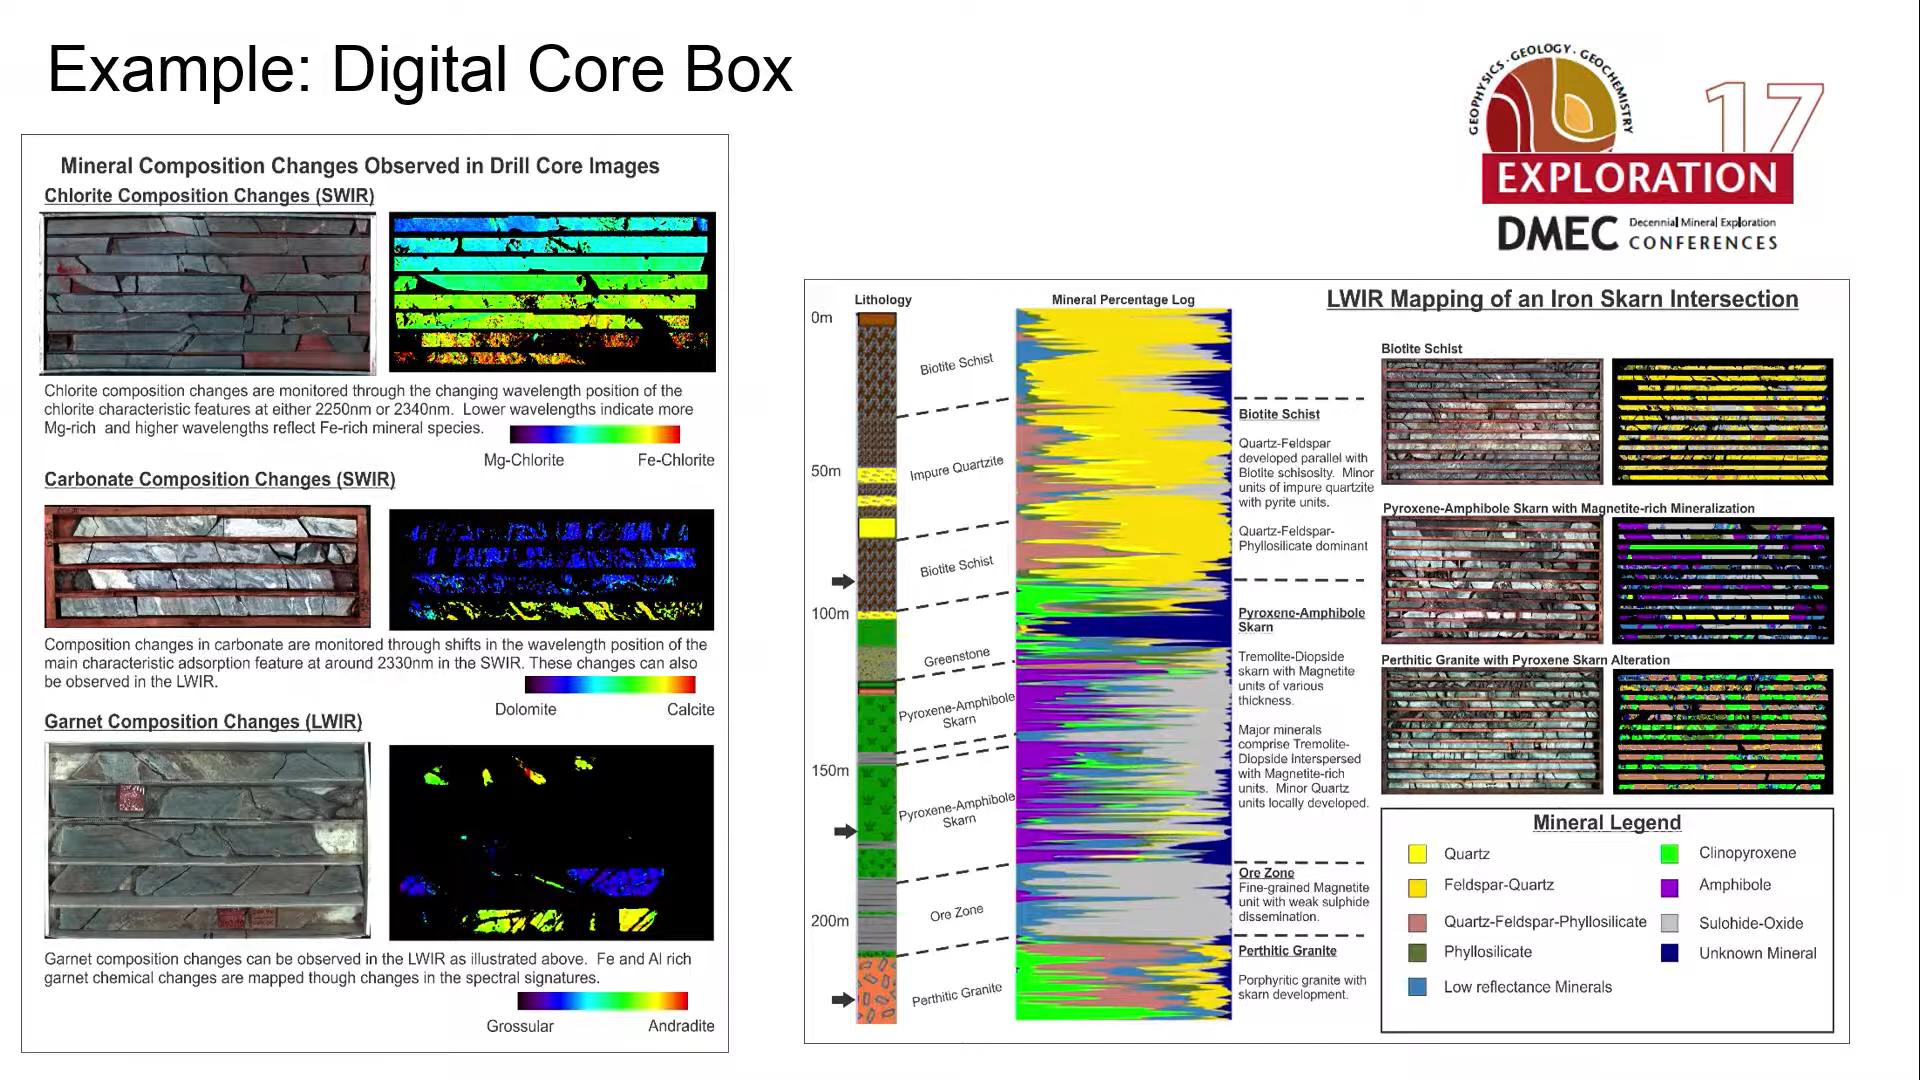 Example: Digital Core Box
GEOPHYSICS · GEOLOGY · GEOCHEMISTRY
17
EXPLORATION
DMEC Decennial Mineral Exploration
CONFERENCES
Mineral Composition Changes Observed in Drill Core Images
Chlorite Composition Changes (SWIR)
Chlorite composition changes are monitored through the changing wavelength position of the
chlorite characteristic features at either 2250nm or 2340nm. Lower wavelengths indicate more
Mg-rich and higher wavelengths reflect Fe-rich mineral species.
Mg-Chlorite Fe-Chlorite
Carbonate Composition Changes (SWIR)
Composition changes in carbonate are monitored through shifts in the wavelength position of the
main characteristic adsorption feature at around 2330nm in the SWIR. These changes can also
be observed in the LWIR.
Dolomite Calcite
Garnet Composition Changes (LWIR)
Garnet composition changes can be observed in the LWIR as illustrated above. Fe and Al rich
garnet chemical changes are mapped though changes in the spectral signatures.
Grossular Andradite
Lithology
Mineral Percentage Log
LWIR Mapping of an Iron Skarn Intersection
0m
50m
100m
150m
200m
Biotite Schist
Impure Quartzite
Biotite Schist
Greenstone
Pyroxene-Amphibole
Skarn
Pyroxene-Amphibole
Skarn
Ore Zone
Perthitic Granite
Biotite Schist
Quartz-Feldspar
developed parallel with
Biotite schisoslty. Minor
units of impure quartzite
with pyrite units.
Quartz-Feldspar-
Phyllosilicate dominant
Pyroxene-Amphibole
Skarn
Tremollte-Diopside
skarn with Magnetite
units of various
thickness.
Major minerals
comprise Tremolite-
Diopside Interspersed
with Magnetite-rich
units. Minor Quartz
units locally developed.
Ore Zone
Fine-grained Magnetite
unit with weak sulphide
dissemination.
Perthitic Granite
Porphyritic granite with
skarn development.
Biotite Schist
Pyroxene-Amphibole Skarn with Magnetite-rich Mineralization
Perthitic Granite with Pyroxene Skarn Alteration
Mineral Legend
Quartz
Feldspar-Quartz
Quartz-Feldspar-Phyllosilicate
Phyllosilicate
Low reflectance Minerals
Clinopyroxene
Amphibole
Sulohide-Oxide
Unknown Mineral